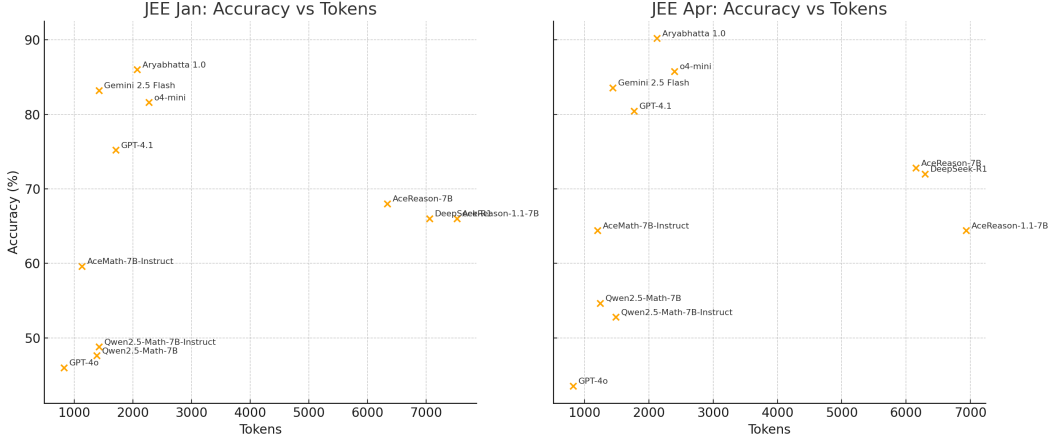 JEE Jan: Accuracy vs Tokens
Accuracy (%)
90
80
70
60
50
Aryabhatta 1.0
Gemini 2.5 Flash
o4-mini
GPT-4.1
AceReason-7B
DeepSeek-R1
AceReason-1.1-7B
AceMath-7B-Instruct
Qwen2.5-Math-7B-Instruct
Qwen2.5-Math-7B
GPT-4o
1000 2000 3000 4000 5000 6000 7000
Tokens
JEE Apr: Accuracy vs Tokens
Aryabhatta 1.0
o4-mini
Gemini 2.5 Flash
GPT-4.1
AceReason-7B
DeepSeek-R1
AceMath-7B-Instruct
AceReason-1.1-7B
Qwen2.5-Math-7B
Qwen2.5-Math-7B-Instruct
GPT-4o
1000 2000 3000 4000 5000 6000 7000
Tokens